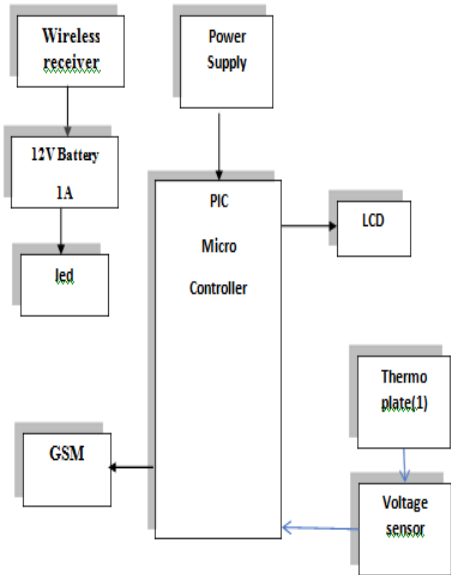 Wireless
receiver
Power
Supply
12V Battery
1A
led
PIC
Micro
Controller
LCD
Thermo
plate(1)
GSM
Voltage
sensor